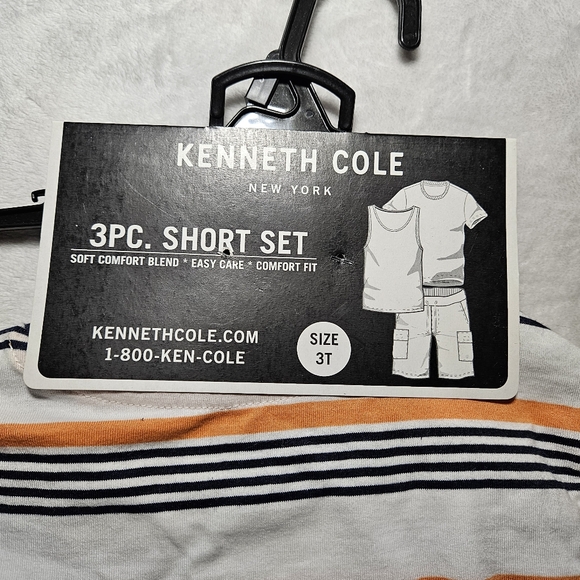 KENNETH COLE
NEW YORK
3PC. SHORT SET
SOFT COMFORT BLEND * EASY CARE * COMFORT FIT
KENNETHCOLE.COM
1-800-KEN-COLE
SIZE
3T